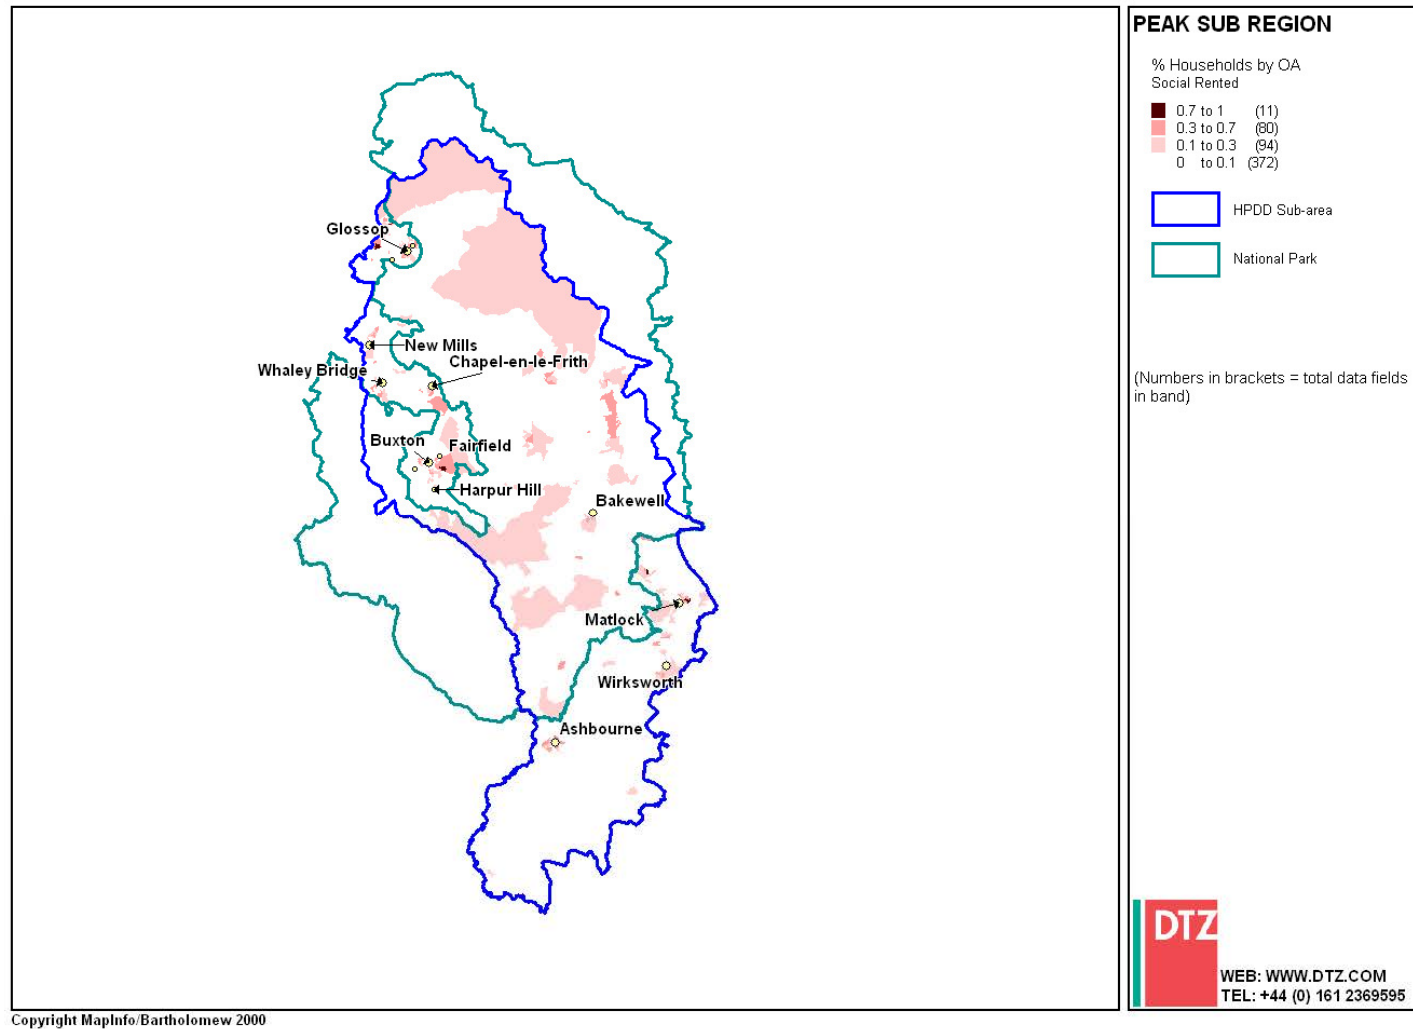 PEAK SUB REGION
% Households by OA
Social Rented
0.7 to 1 (11)
0.3 to 0.7 (80)
0.1 to 0.3 (94)
0 to 0.1 (372)
HPDD Sub-area
National Park
(Numbers in brackets = total data fields
in band)
Glossop
New Mills
Chapel-en-le-Frith
Whaley Bridge
Buxton
Fairfield
Harpur Hill
Bakewell
Matlock
Wirksworth
Ashbourne
DTZ
WEB: WWW.DTZ.COM
TEL: +44 (0) 161 2369595
Copyright MapInfo/Bartholomew 2000